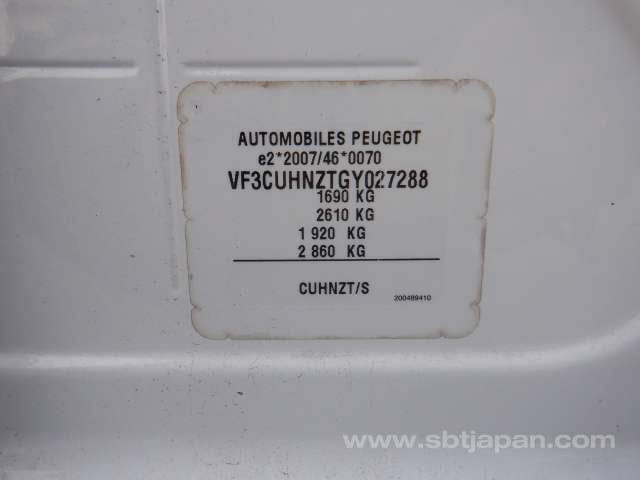 AUTOMOBILES PEUGEOT
e2*2007/46*0070
VF3CUHNZTGY027288
1690 KG
2610 KG
1 920 KG
2 860 KG
CUHNZT/S
200489410
www.sbtjapan.com